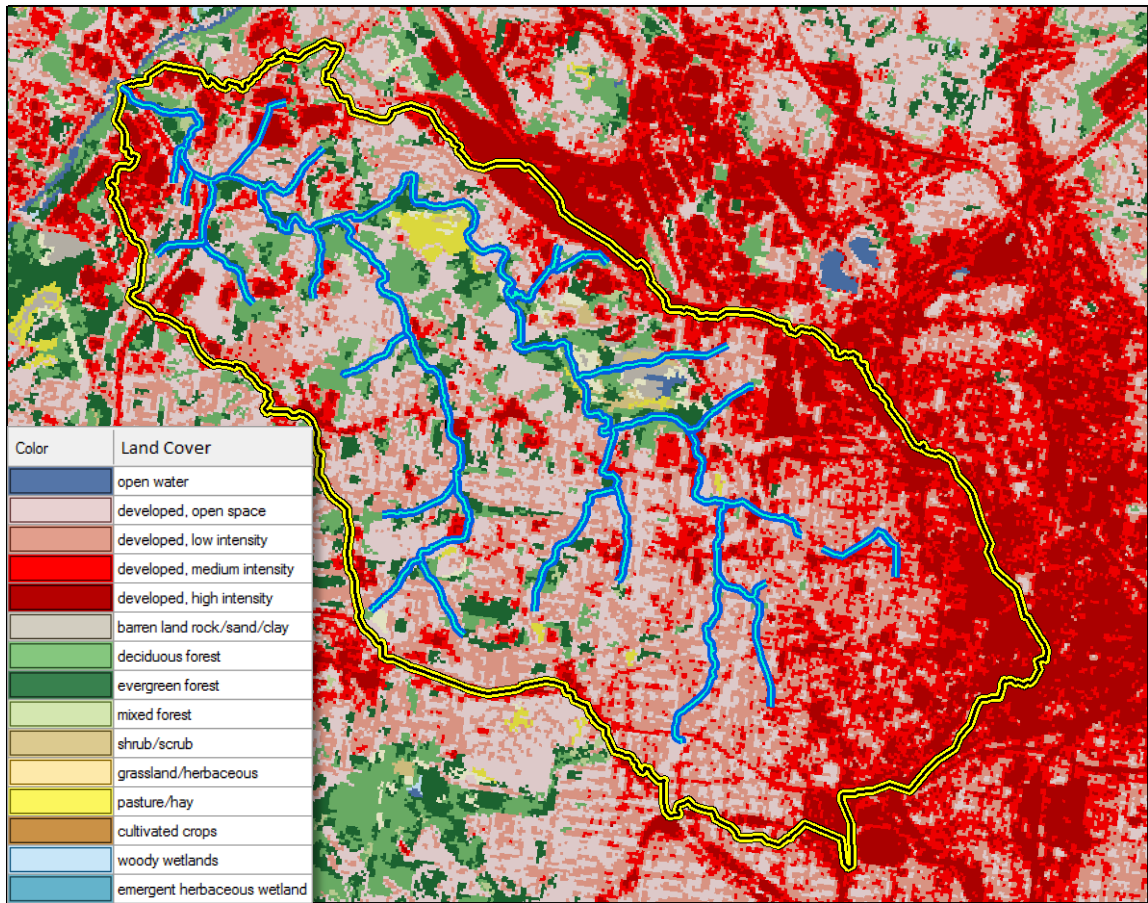 Color Land Cover
open water
developed, open space
developed, low intensity
developed, medium intensity
developed, high intensity
barren land rock/sand/clay
deciduous forest
evergreen forest
mixed forest
shrub/scrub
grassland/herbaceous
pasture/hay
cultivated crops
woody wetlands
emergent herbaceous wetland